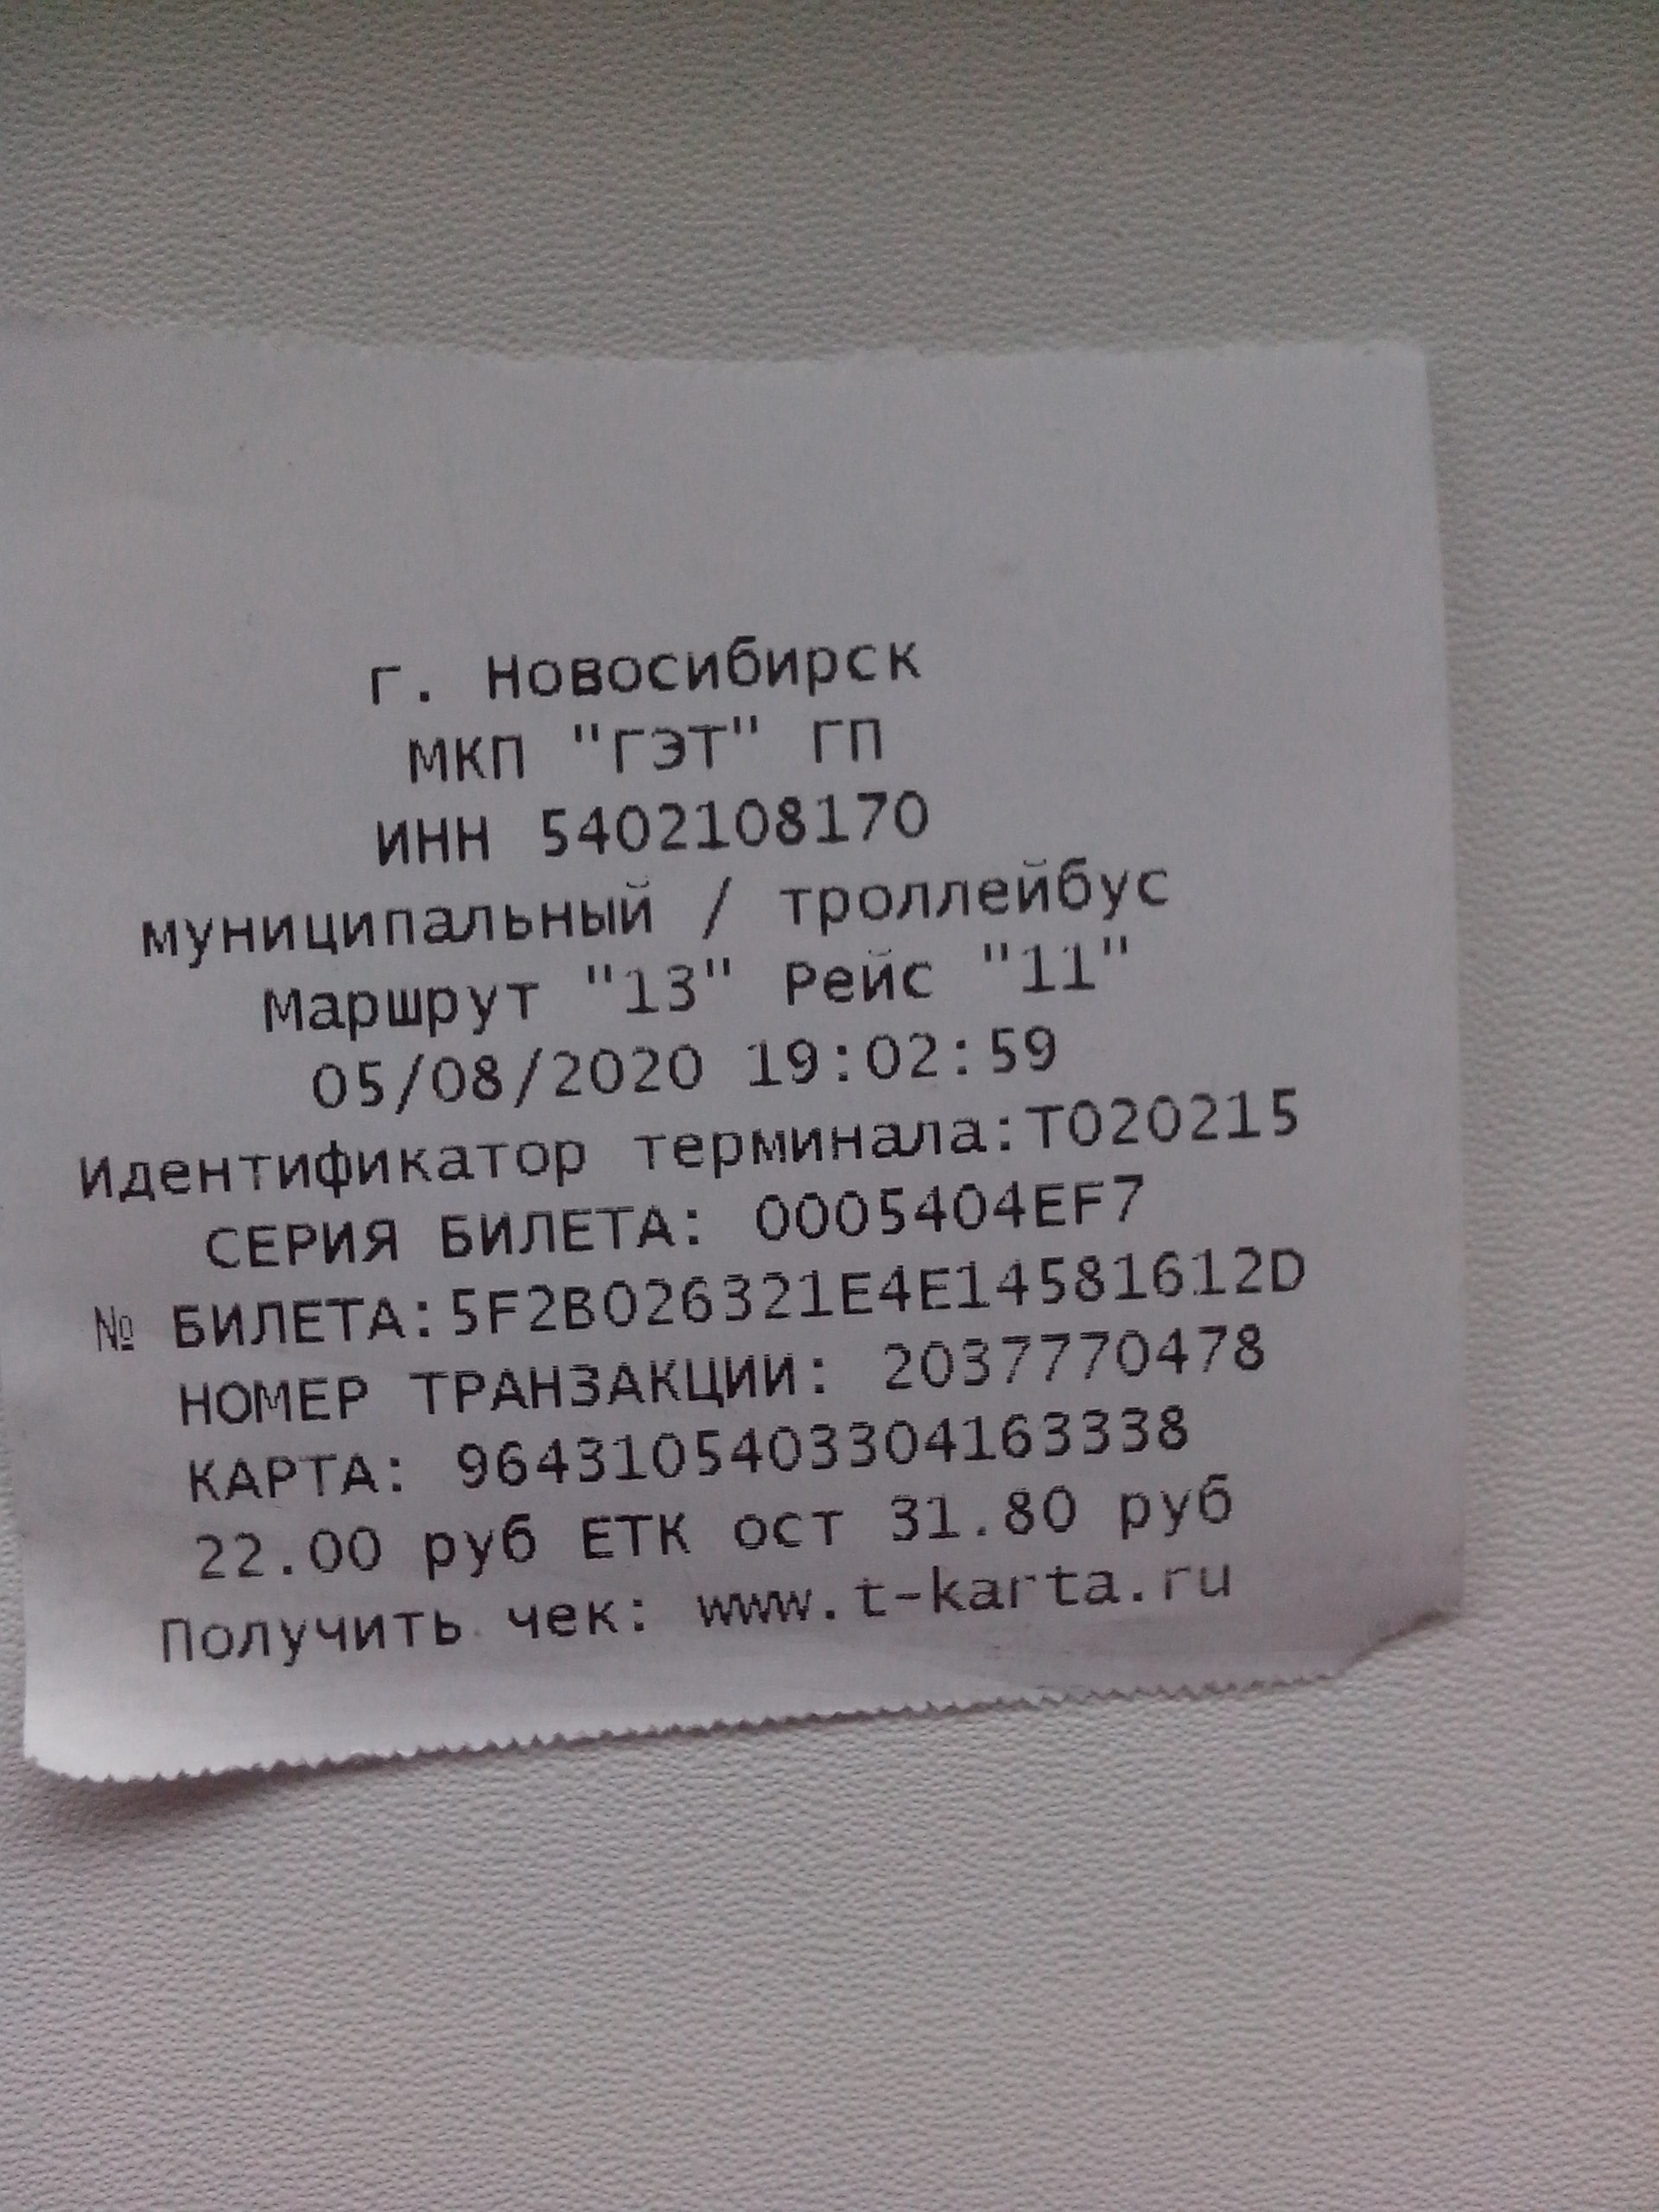 г. Новосибирск
МКП "ГЭТ" ГП
ИНН 5402108170
муниципальный / троллейбус
Маршрут "13" Рейс "11"
05/08/2020 19:02:59
Идентификатор терминала:T020215
СЕРИЯ БИЛЕТА: 0005404EF7
№ БИЛЕТА:5F2B026321E4E14581612D
НОМЕР ТРАНЗАКЦИИ: 2037770478
КАРТА: 9643105403304163338
22.00 руб ЕТК ост 31.80 руб
Получить чек: www.t-karta.ru